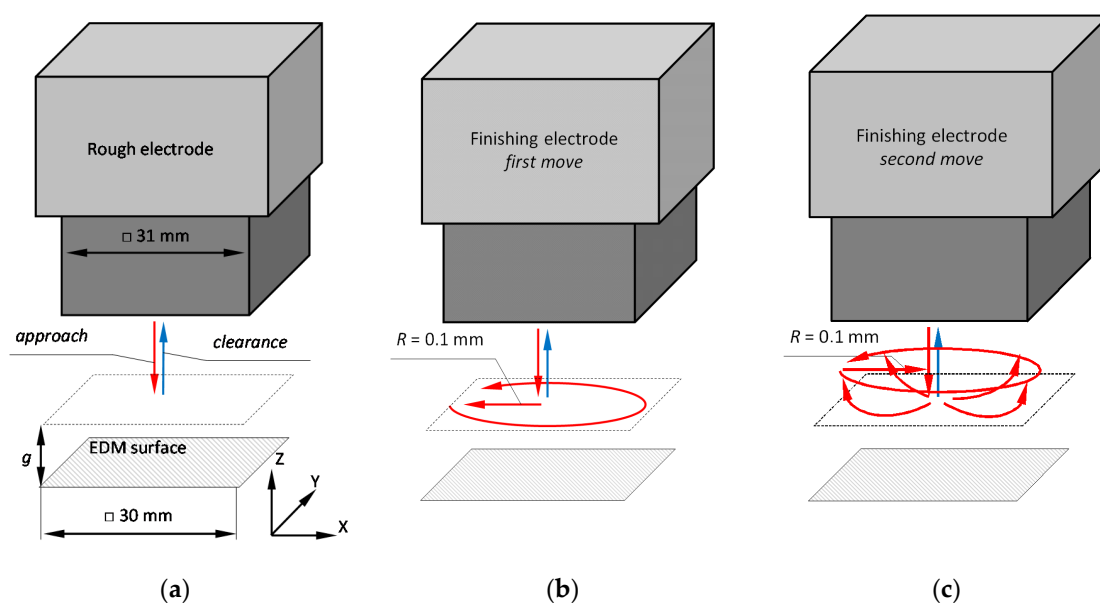 Rough electrode
□ 31 mm
approach
clearance
g
EDM surface
□ 30 mm
Z
Y
X
(a)
Finishing electrode
first move
R = 0.1 mm
(b)
Finishing electrode
second move
R = 0.1 mm
(c)